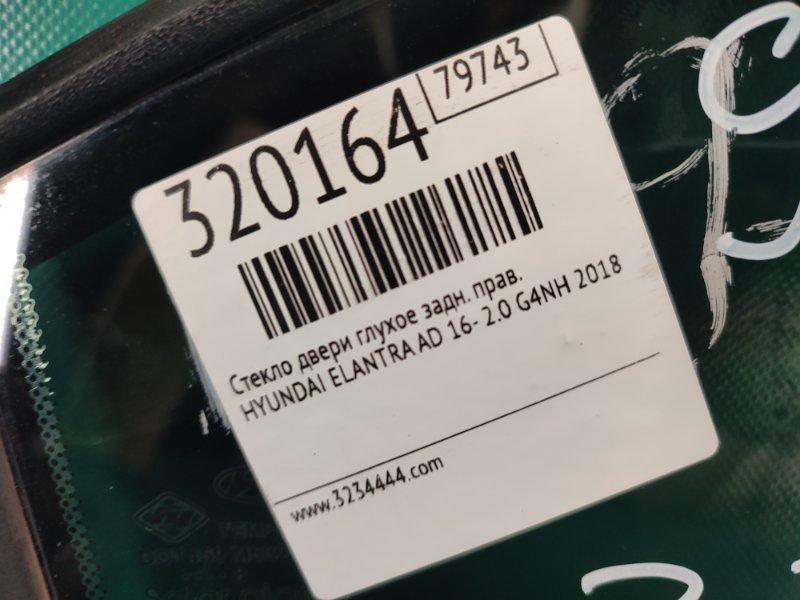 79743
320164
Стекло двери глухое задн. прав.
HYUNDAI ELANTRA AD 16- 2.0 G4NH 2018
www.3234444.com